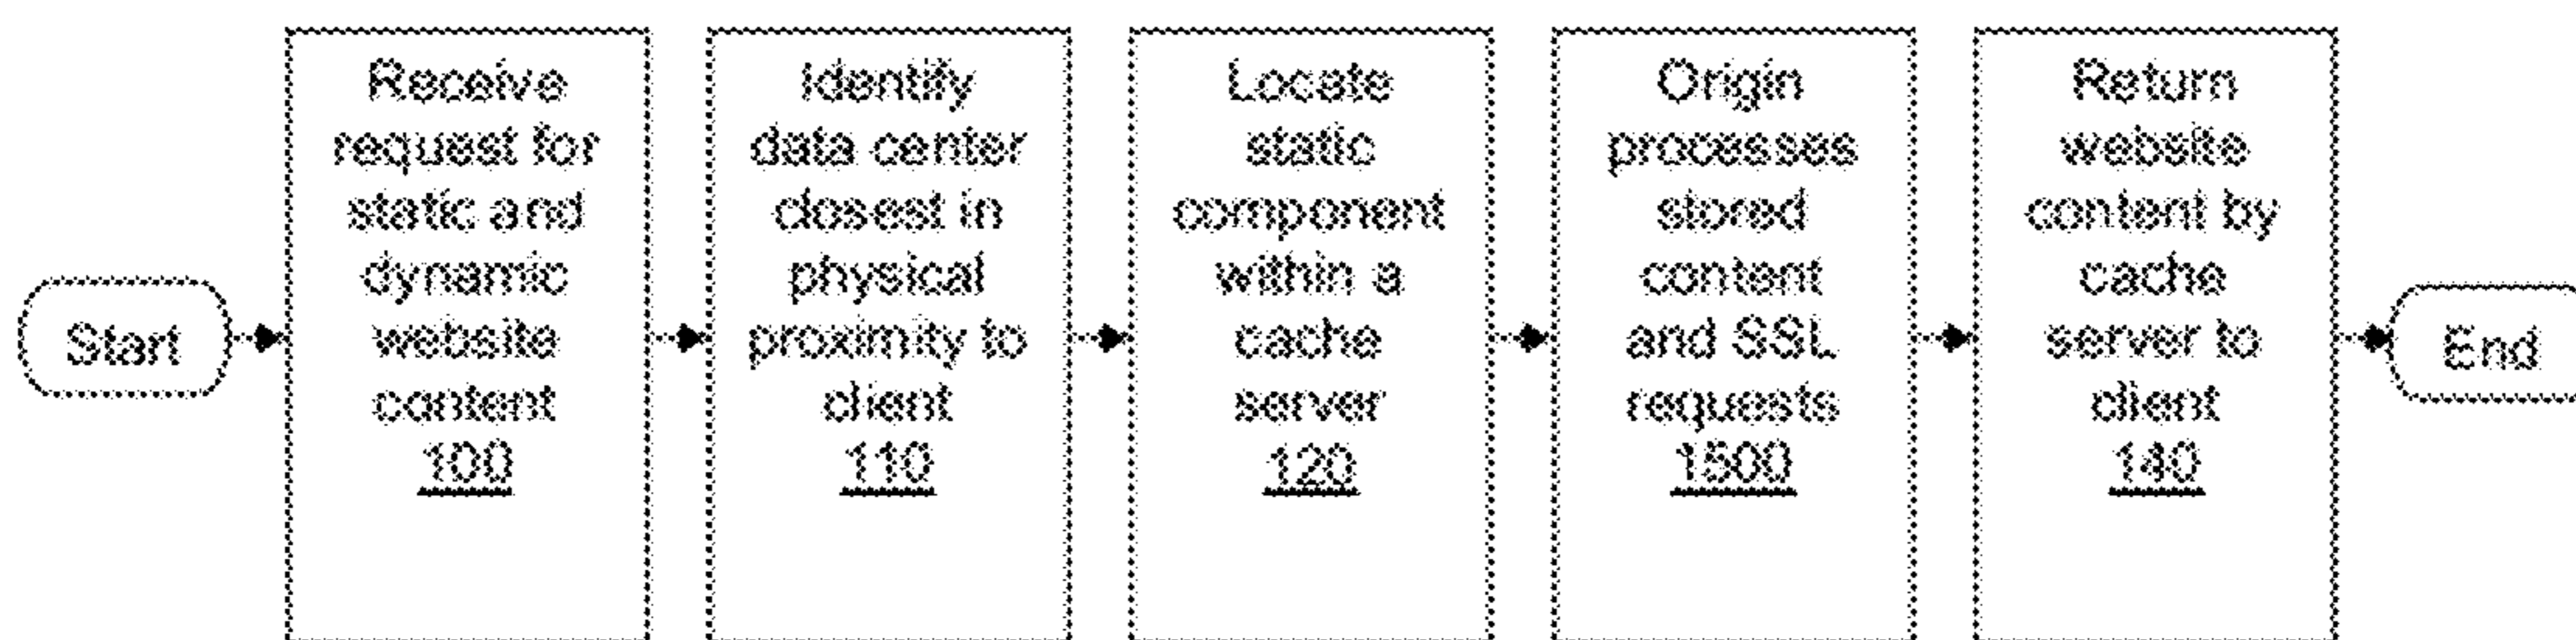 Start
Receive
request for
static and
dynamic
website
content
100
Identify
data center
closest in
physical
proximity to
client
110
Locate
static
component
within a
cache
server
120
Origin
processes
stored
content
and SSL
requests
1500
Return
website
content by
cache
server to
client
140
End